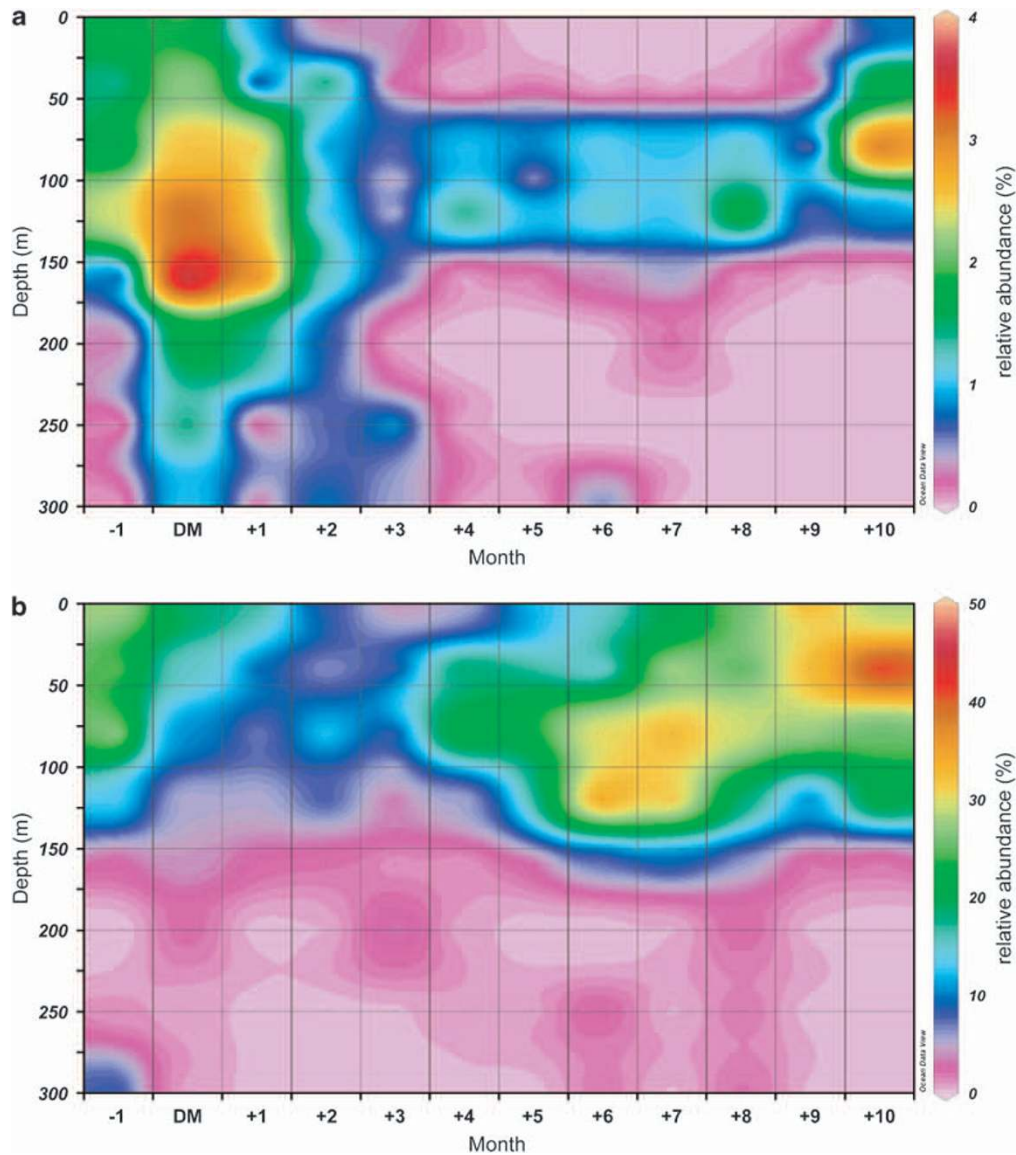 a
0
50
100
150
200
250
300
Depth (m)
-1 DM +1 +2 +3 +4 +5 +6 +7 +8 +9 +10
Month
4
3
2
1
0
relative abundance (%)
Ocean Data View
b
0
50
100
150
200
250
300
Depth (m)
-1 DM +1 +2 +3 +4 +5 +6 +7 +8 +9 +10
Month
50
40
30
20
10
0
relative abundance (%)
Ocean Data View